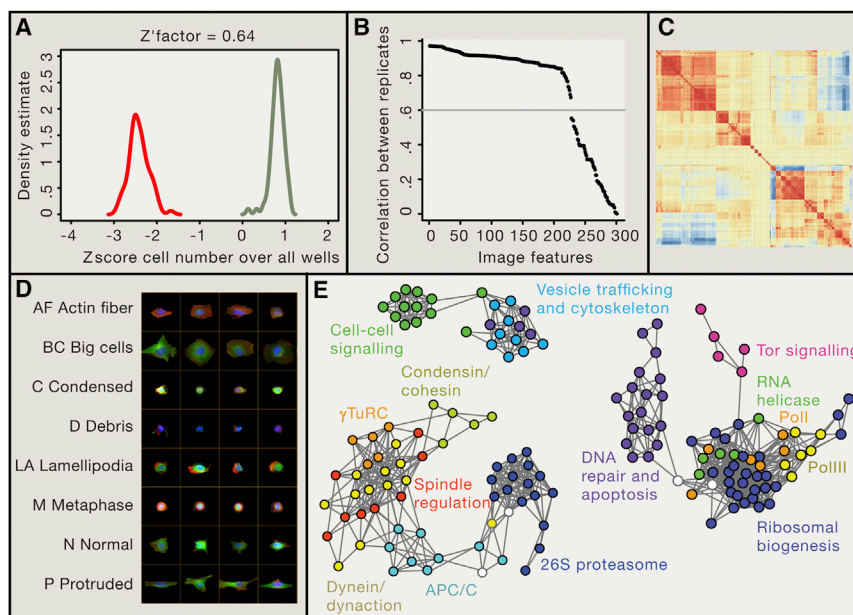 A
Z'factor = 0.64
Density estimate
3
2.5
2
1.5
1
.5
0
-4 -3 -2 -1 0 1 2
Zscore cell number over all wells
B
Correlation between replicates
1
.8
.6
.4
.2
0
0 50 100 150 200 250 300
Image features
C
D
AF Actin fiber
BC Big cells
C Condensed
D Debris
LA Lamellipodia
M Metaphase
N Normal
P Protruded
E
Vesicle trafficking
and cytoskeleton
Cell-cell
signalling
Condensin/
cohesin
γTuRC
Spindle
regulation
Dynein/
dynaction
APC/C
26S proteasome
DNA
repair and
apoptosis
Tor signalling
RNA
helicase
PolI
PolIII
Ribosomal
biogenesis